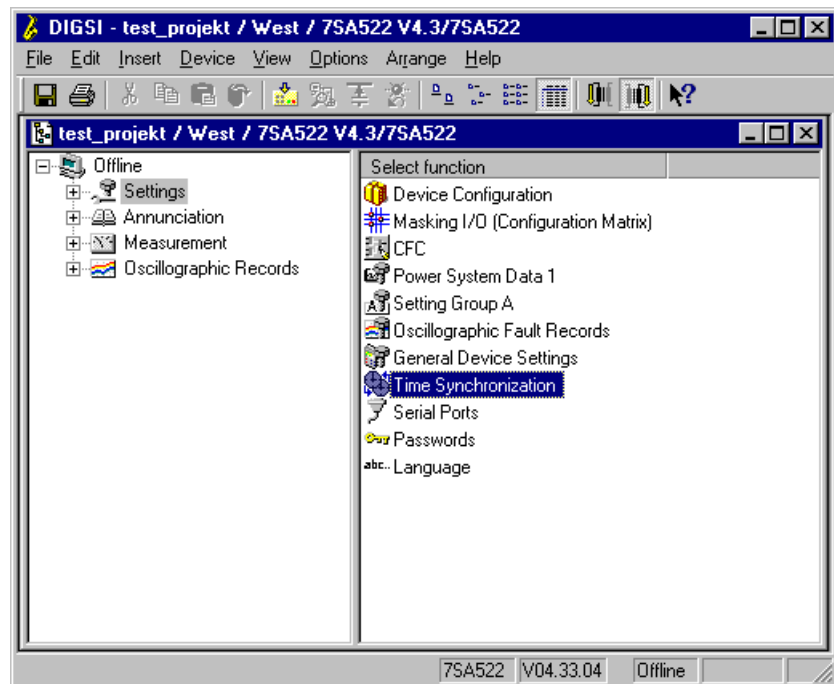 DIGSI - test_projekt / West / 7SA522 V4.3/7SA522
File Edit Insert Device View Options Arrange Help
test_projekt / West / 7SA522 V4.3/7SA522
Offline
Settings
Annunciation
Measurement
Oscillographic Records
Select function
Device Configuration
Masking I/O (Configuration Matrix)
CFC
Power System Data 1
Setting Group A
Oscillographic Fault Records
General Device Settings
Time Synchronization
Serial Ports
Passwords
abc.. Language
7SA522 V04.33.04 Offline